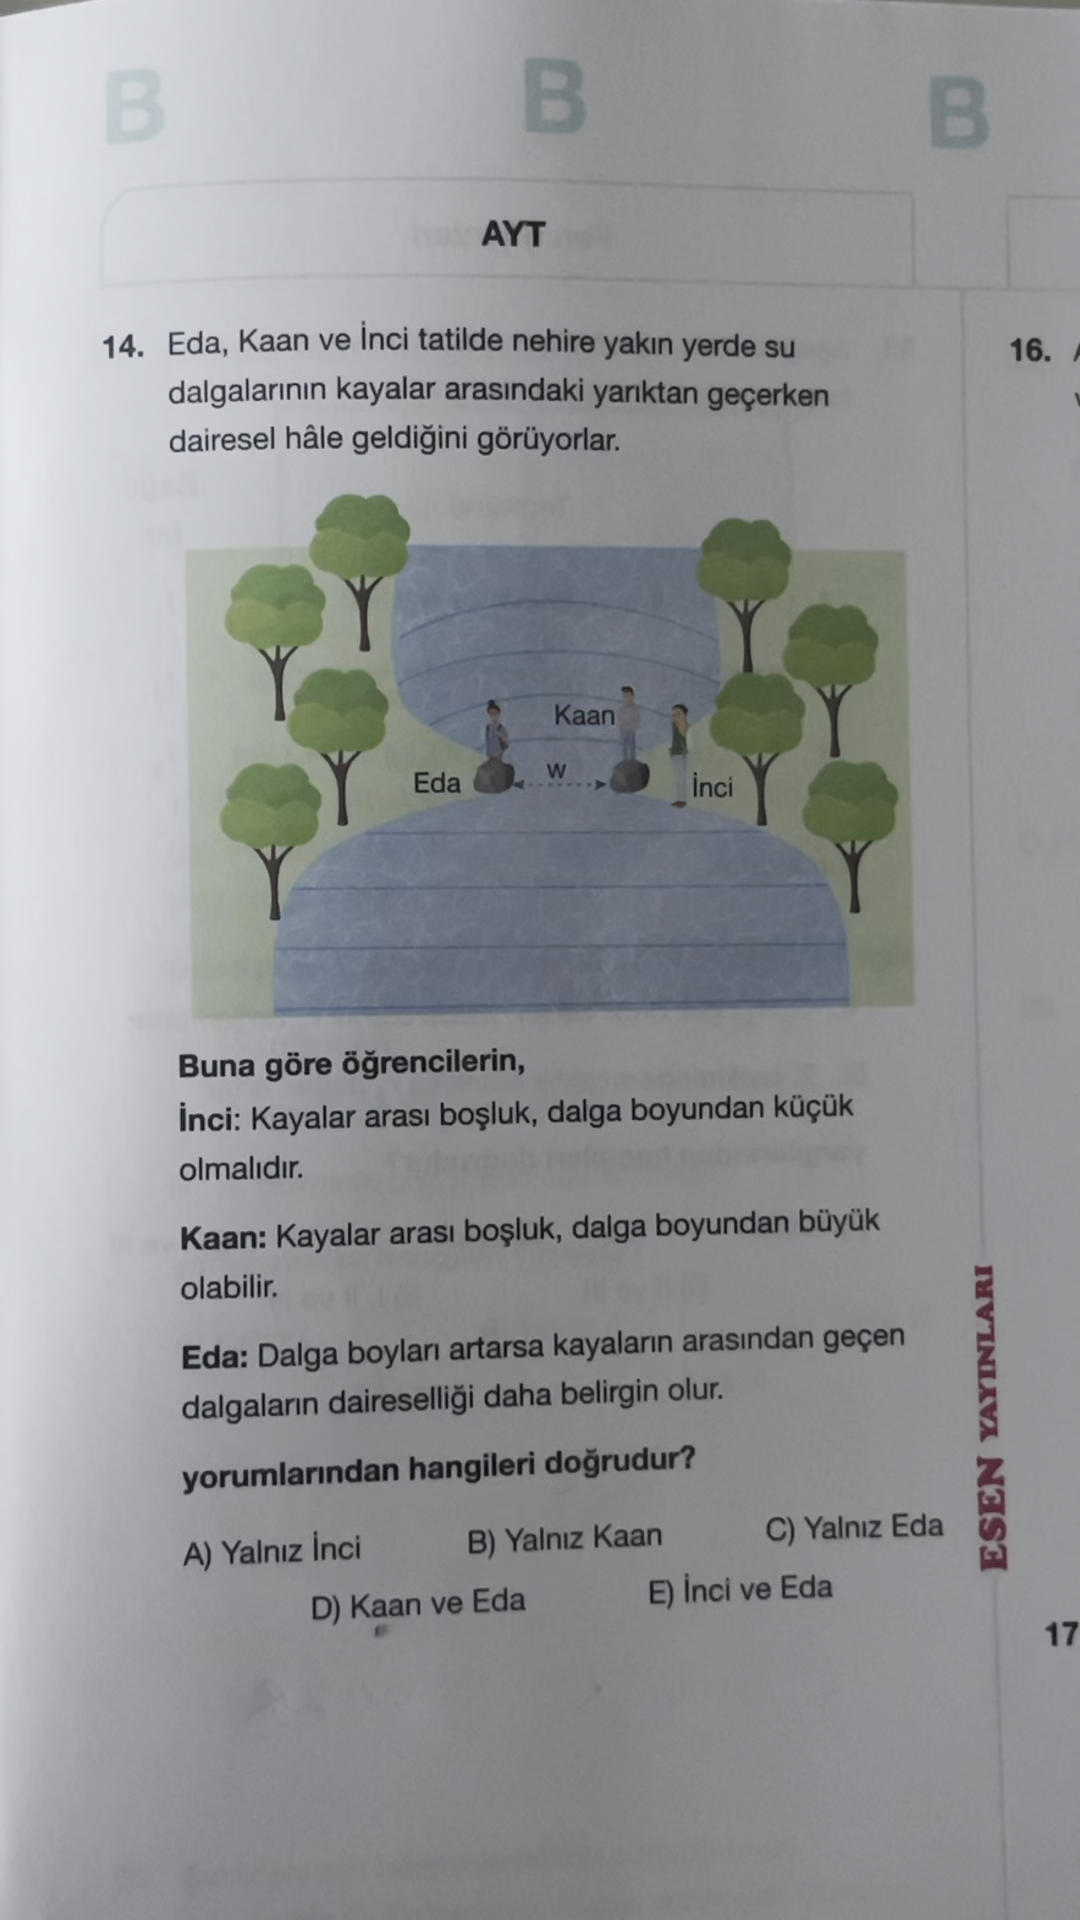 B B B
AYT
14. Eda, Kaan ve İnci tatilde nehire yakın yerde su
dalgalarının kayalar arasındaki yarıktan geçerken
dairesel hâle geldiğini görüyorlar.
Kaan
Eda
w
İnci
Buna göre öğrencilerin,
İnci: Kayalar arası boşluk, dalga boyundan küçük
olmalıdır.
Kaan: Kayalar arası boşluk, dalga boyundan büyük
olabilir.
Eda: Dalga boyları artarsa kayaların arasından geçen
dalgaların daireselliği daha belirgin olur.
yorumlarından hangileri doğrudur?
A) Yalnız İnci B) Yalnız Kaan C) Yalnız Eda
D) Kaan ve Eda E) İnci ve Eda
ESEN YAYINLARI
16.
17